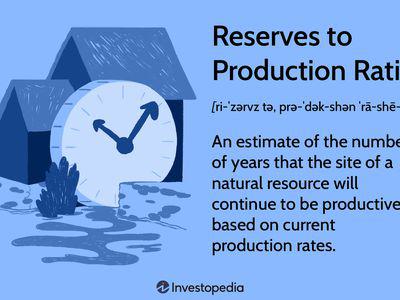 Reserves to
Production Rati
[ri-ˈzərvz tə, prə-ˈdək-shən ˈrā-shē-
An estimate of the numbe
of years that the site of a
natural resource will
continue to be productive
based on current
production rates.
Investopedia